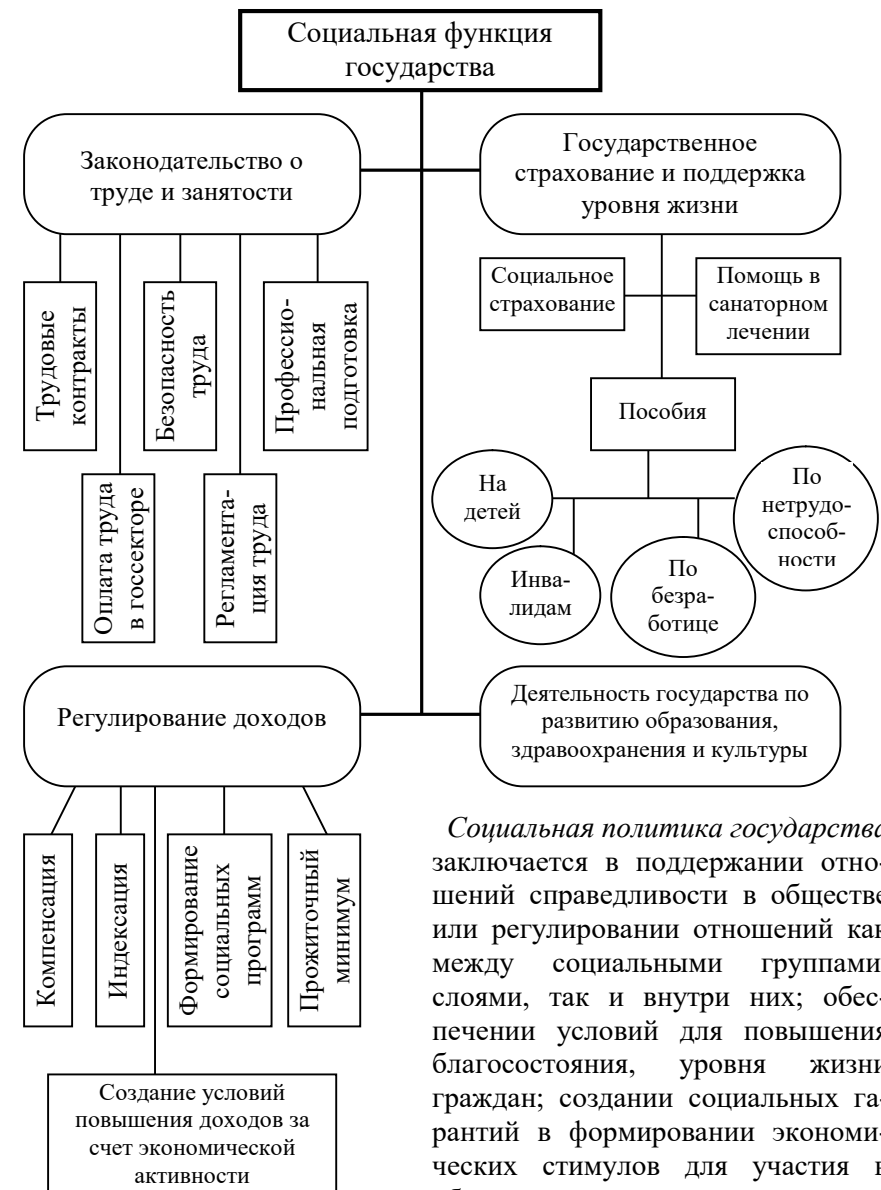 Социальная функция
государства
Законодательство о
труде и занятости
Государственное
страхование и поддержка
уровня жизни
Трудовые
контракты
Безопасность
труда
Профессио-
нальная
подготовка
Оплата труда
в госсекторе
Регламента-
ция труда
Социальное
страхование
Помощь в
санаторном
лечении
Пособия
На
детей
Инва-
лидам
По
безра-
ботице
По
нетрудо-
способ-
ности
Регулирование доходов
Деятельность государства по
развитию образования,
здравоохранения и культуры
Компенсация
Индексация
Формирование
социальных
программ
Прожиточный
минимум
Создание условий
повышения доходов за
счет экономической
активности
Социальная политика государства
заключается в поддержании отно-
шений справедливости в обществе
или регулировании отношений как
между социальными группами
слоями, так и внутри них; обес-
печении условий для повышения
благосостояния, уровня жизни
граждан; создании социальных га-
рантий в формировании экономи-
ческих стимулов для участия в